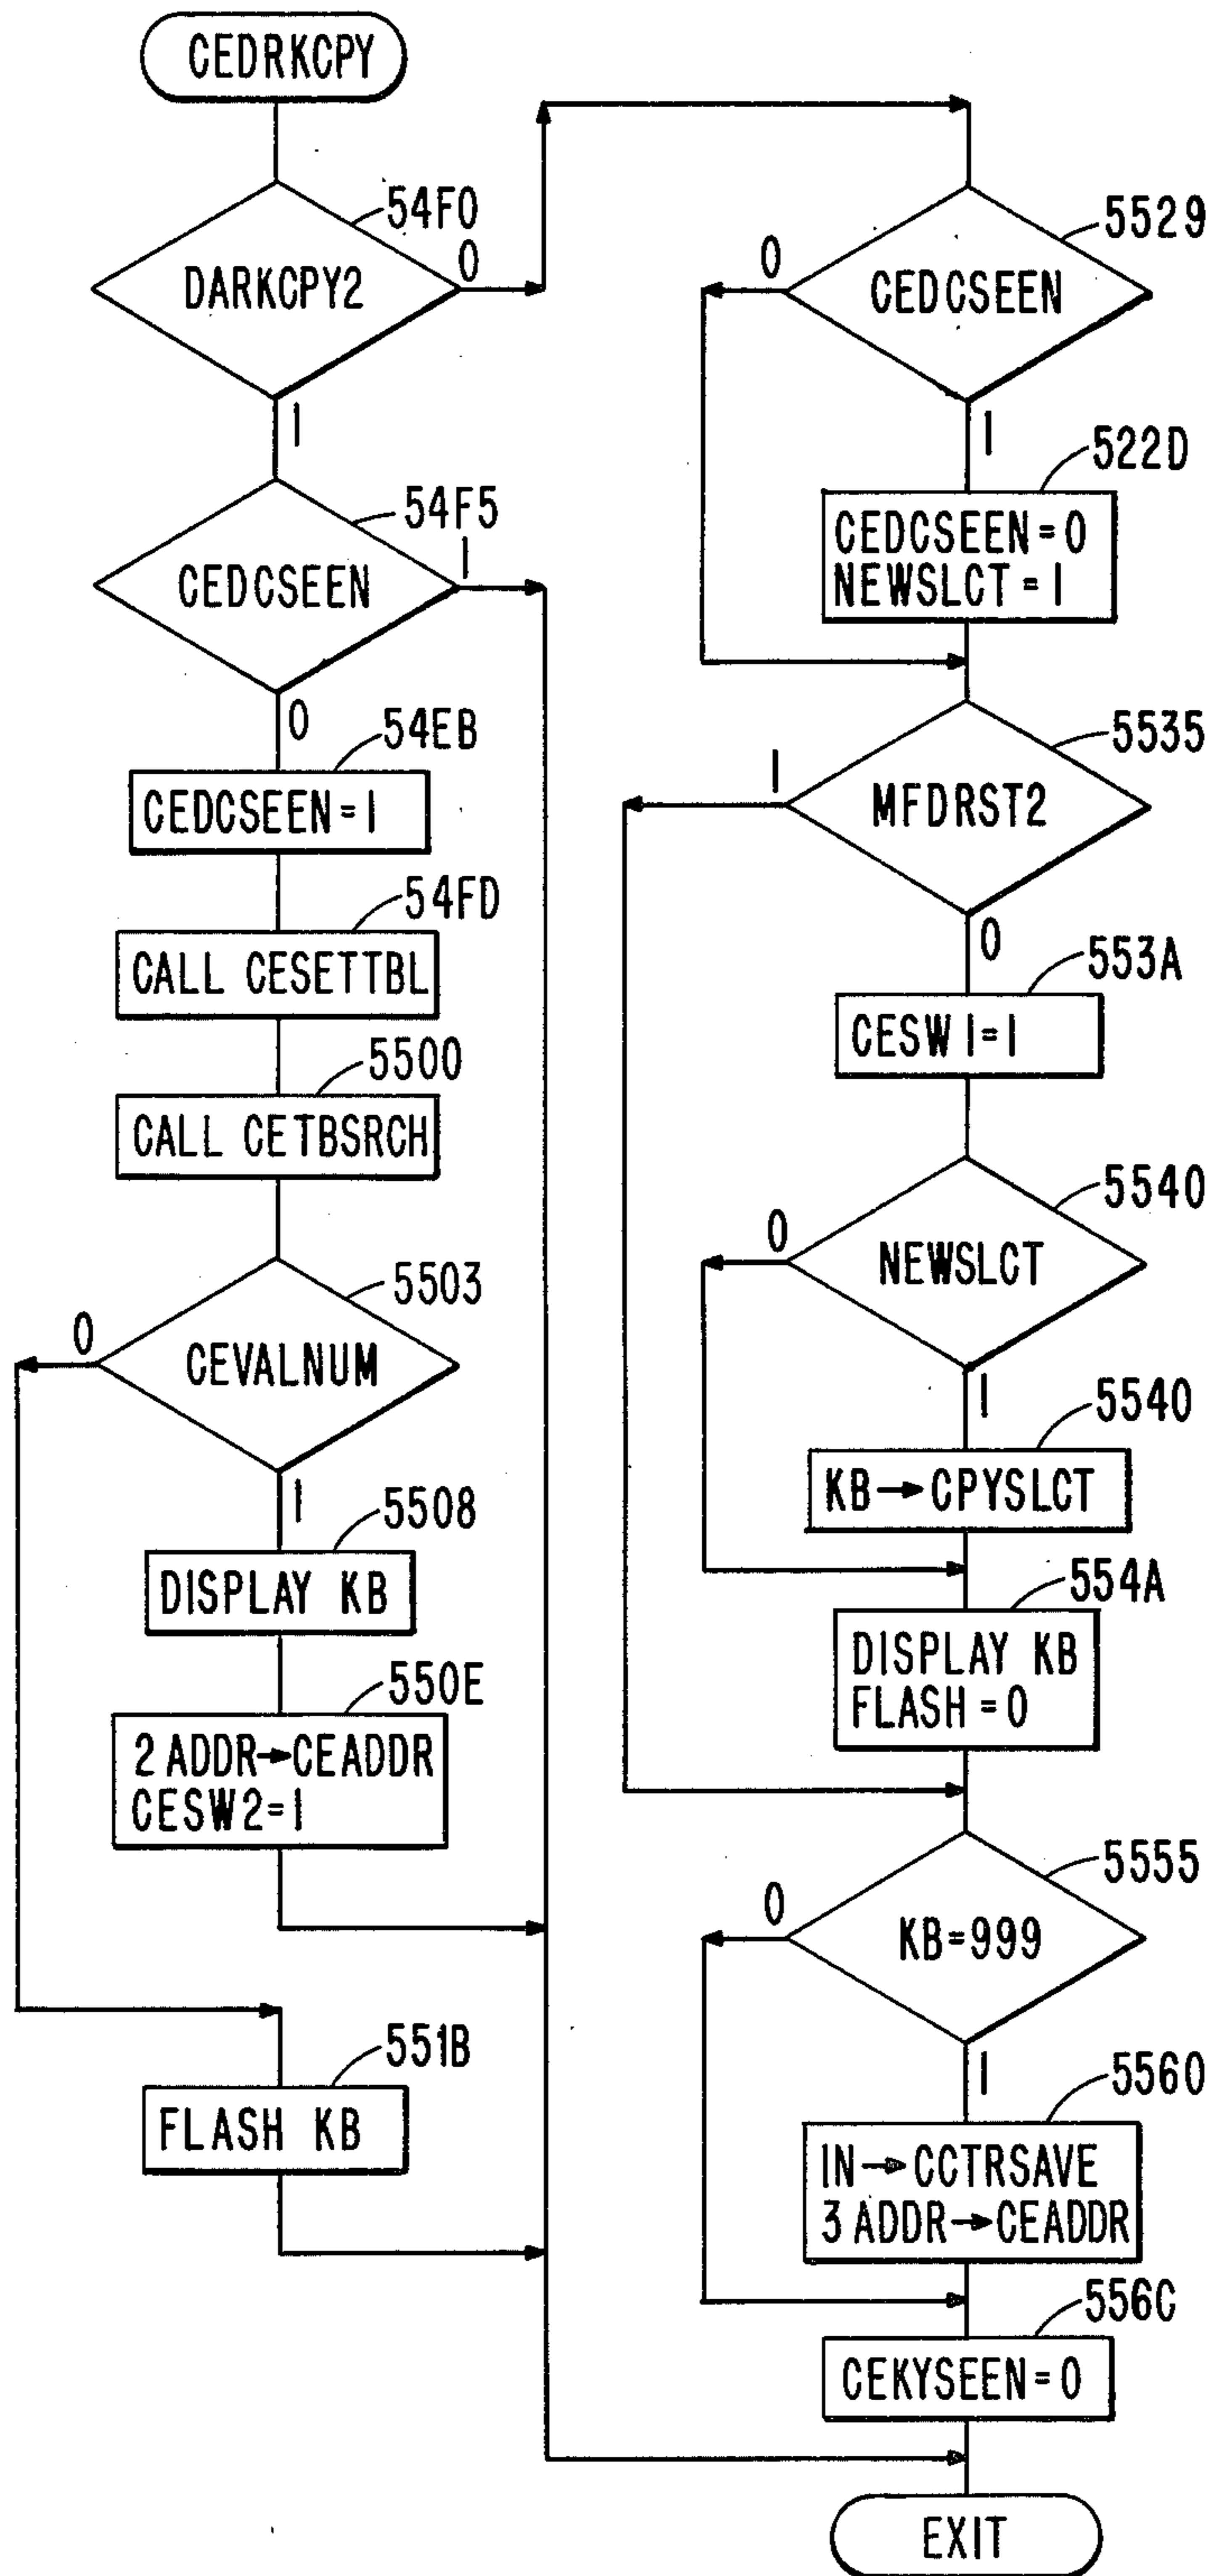 CEDRKCPY
54F0
DARKCPY2
0
1
54F5
CEDCSEEN
1
0
54EB
CEDCSEEN=1
54FD
CALL CESETTBL
5500
CALL CETBSRCH
5503
0
CEVALNUM
1
5508
DISPLAY KB
550E
2 ADDR→CEADDR
CESW2=1
551B
FLASH KB
5529
0
CEDCSEEN
1
522D
CEDCSEEN=0
NEWSLCT=1
5535
1
MFDRST2
0
553A
CESW1=1
5540
0
NEWSLCT
1
5540
KB→CPYSLCT
554A
DISPLAY KB
FLASH=0
5555
0
KB=999
1
5560
IN→CCTRSAVE
3 ADDR→CEADDR
556C
CEKYSEEN=0
EXIT